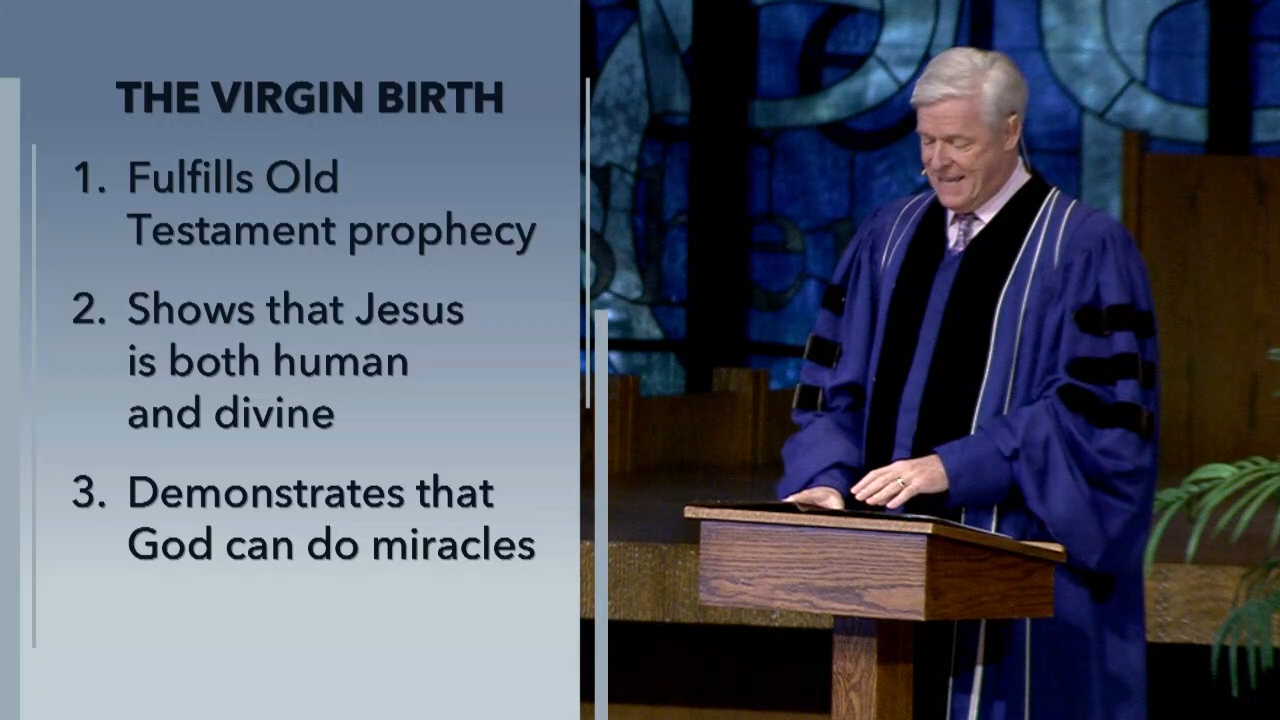 THE VIRGIN BIRTH
1. Fulfills Old
Testament prophecy
2. Shows that Jesus
is both human
and divine
3. Demonstrates that
God can do miracles